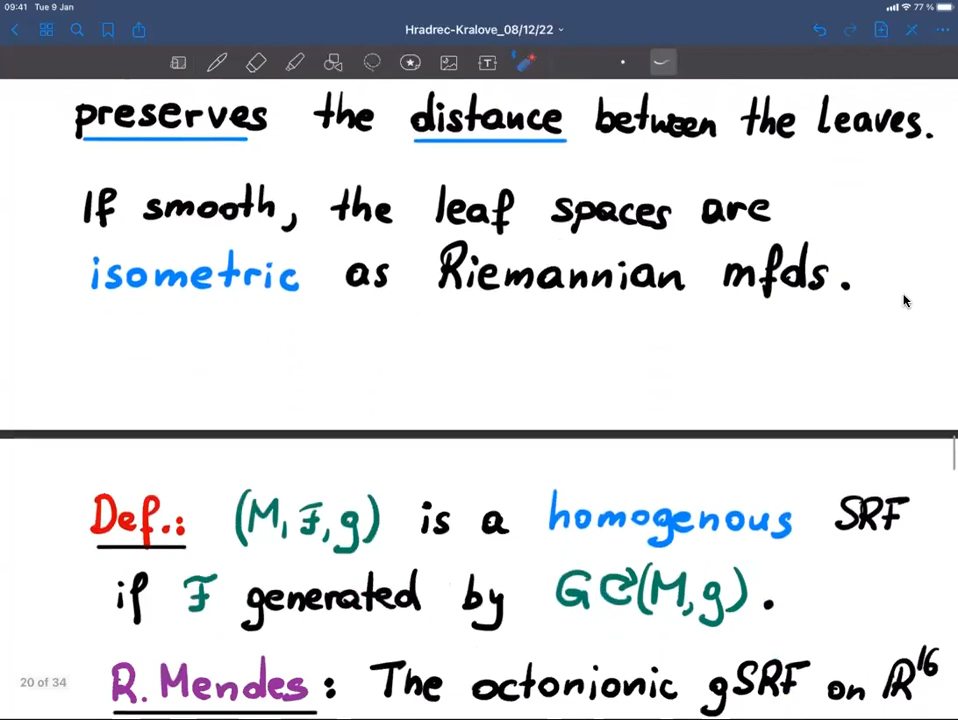 09:41 Tue 9 Jan
77 %
Hradrec-Kralove_08/12/22
preserves the distance between the leaves.
If smooth, the leaf spaces are
isometric as Riemannian mfds.
Def.: (M, F, g) is a homogenous SRF
if F generated by G⟳(M,g).
20 of 34
R. Mendes: The octonionic gSRF on ℝ¹⁶